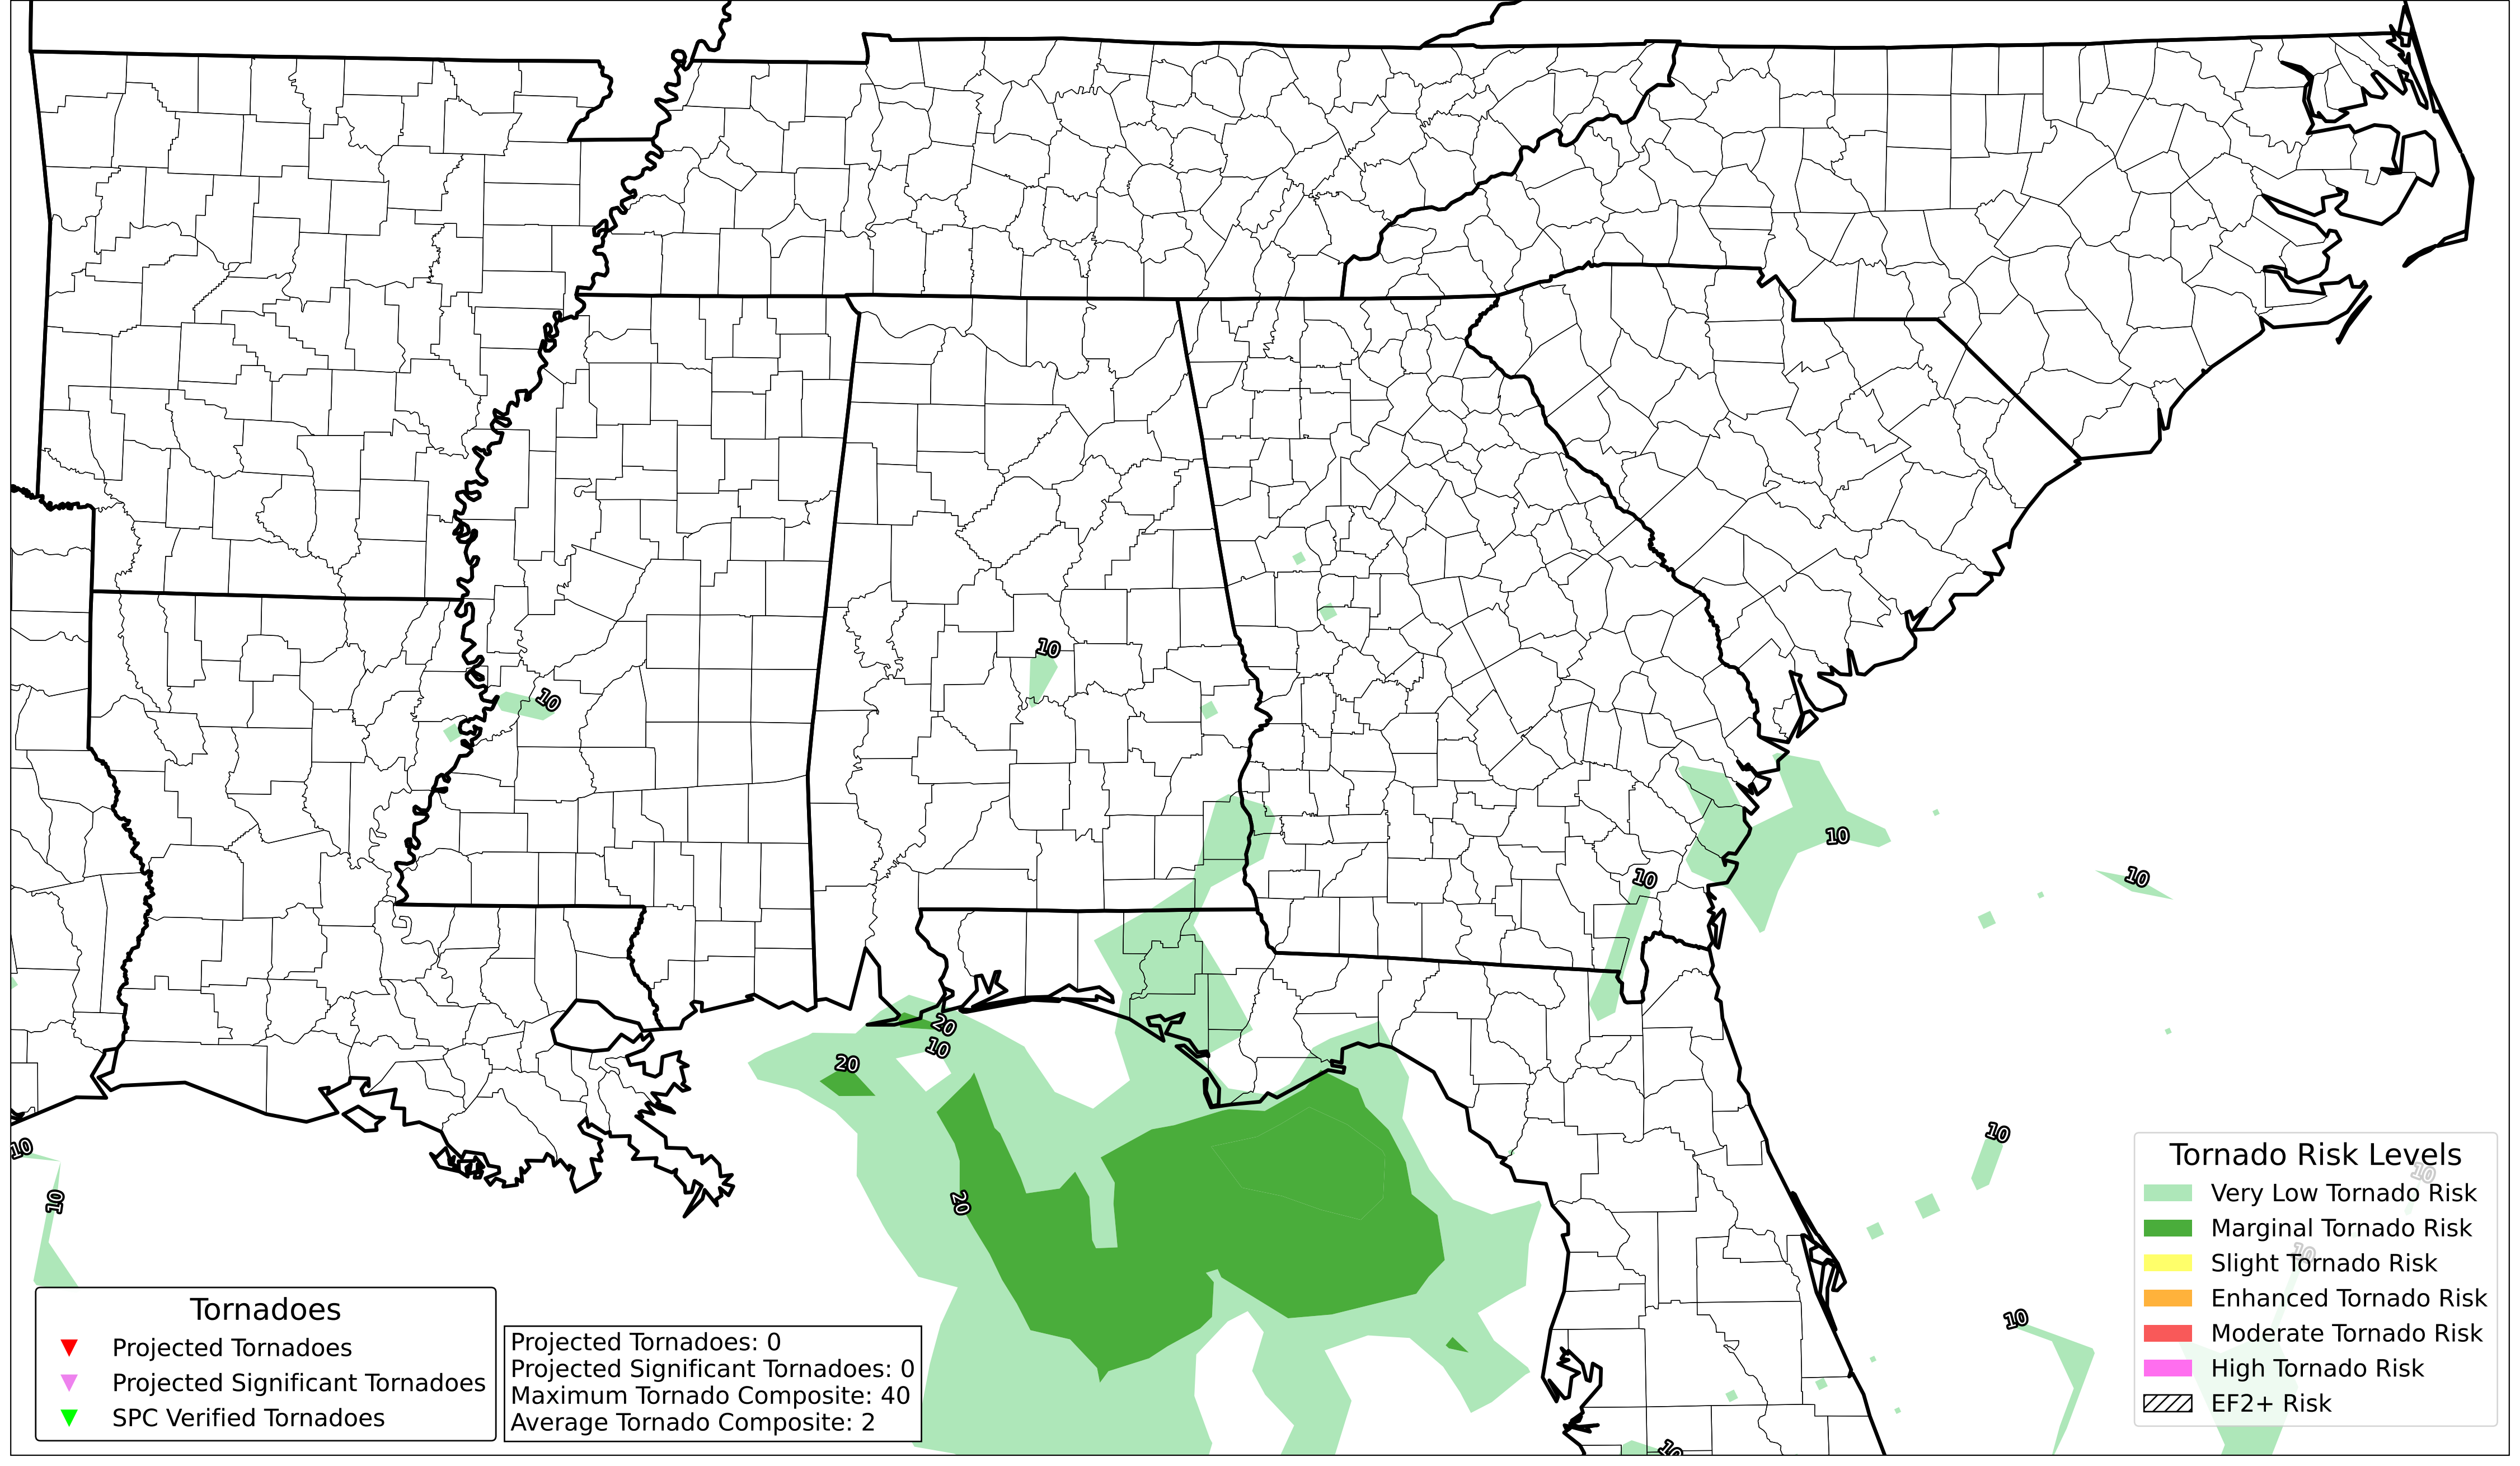 10
10
10
10
10
20
10
20
20
10
10
10
10
10
10
10
Tornado Risk Levels
Very Low Tornado Risk
Marginal Tornado Risk
Slight Tornado Risk
Enhanced Tornado Risk
Moderate Tornado Risk
High Tornado Risk
EF2+ Risk
Tornadoes
Projected Tornadoes
Projected Significant Tornadoes
SPC Verified Tornadoes
Projected Tornadoes: 0
Projected Significant Tornadoes: 0
Maximum Tornado Composite: 40
Average Tornado Composite: 2
10